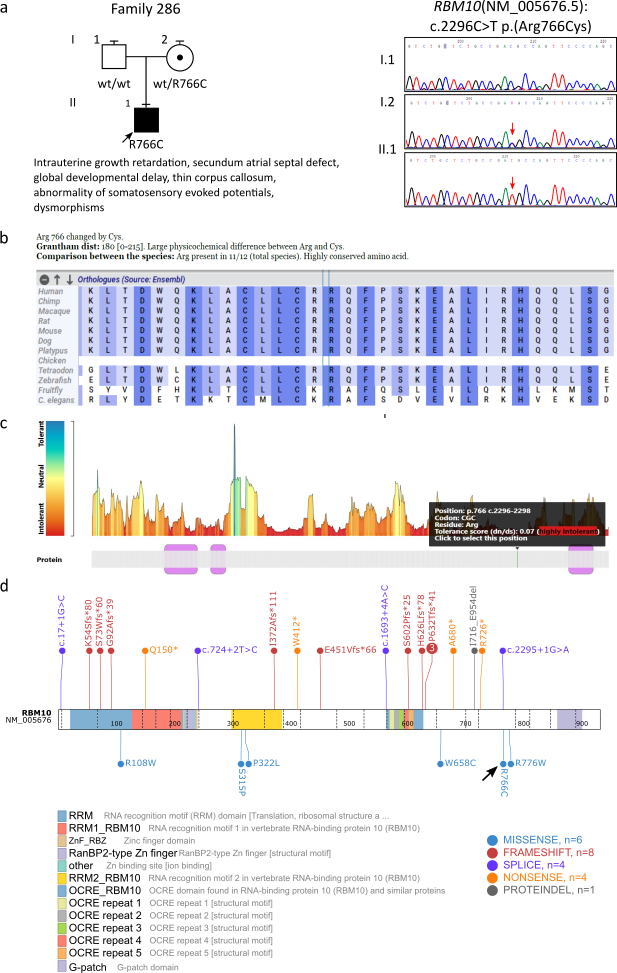 a
Family 286
I
1
2
wt/wt
wt/R766C
II
1
R766C
Intrauterine growth retardation, secundum atrial septal defect,
global developmental delay, thin corpus callosum,
abnormality of somatosensory evoked potentials,
dysmorphisms
RBM10(NM_005676.5):
c.2296C>T p.(Arg766Cys)
I.1
I.2
II.1
b
Arg 766 changed by Cys.
Grantham dist: 180 [0-215]. Large physicochemical difference between Arg and Cys.
Comparison between the species: Arg present in 11/12 (total species). Highly conserved amino acid.
Orthologues (Source: Ensembl)
Human K L T D W Q K L A C L L C R R Q F P S K E A L I R H Q Q L S G
Chimp K L T D W Q K L A C L L C R R Q F P S K E A L I R H Q Q L S G
Macaque K L T D W Q K L A C L L C R R Q F P S K E A L I R H Q Q L S G
Rat K L T D W Q K L A C L L C R R Q F P S K E A L I R H Q Q L S G
Mouse K L T D W Q K L A C L L C R R Q F P S K E A L I R H Q Q L S G
Dog K L T D W Q K L A C L L C R R Q F P S K E A L I R H Q Q L S G
Platypus K L T D W Q K L A C L L C R R Q F P S K E A L I R H Q Q L S G
Chicken
Tetraodon G L T D W L K L A C L L C R R Q F P S K E A L I R H Q Q L S E
Zebrafish E L T D W C K L A C L L C R R Q F P S K E A L I R H Q Q L S E
Fruitfly S Y V D F H K L T C L L C K R A F Q S L E I L Q K H L K M S T
C. elegans R L Y D E T K K T C M L C K R A F S D V E V L R K H V E K S D
c
Tolerant
Neutral
Intolerant
Position: p.766 c.2296-2298
Codon: CGC
Residue: Arg
Tolerance score (dn/ds): 0.07 (highly intolerant)
Click to select this position
Protein
d
c.17+1G>C
K54Sfs*80
S73Wfs*60
G92Afs*39
Q150*
c.724+2T>C
I372Afs*111
W412*
E451Vfs*66
c.1693+4A>C
S602Pfs*25
H626Lfs*78
P632Tfs*41
3
A680*
I716_E954del
R726*
c.2295+1G>A
RBM10
NM_005676
100
200
300
400
500
600
700
800
900
R108W
S315P
P322L
W658C
R766C
R776W
RRM RNA recognition motif (RRM) domain [Translation, ribosomal structure a ...
RRM1_RBM10 RNA recognition motif 1 in vertebrate RNA-binding protein 10 (RBM10)
ZnF_RBZ Zinc finger domain
RanBP2-type Zn finger RanBP2-type Zn finger [structural motif]
other Zn binding site [ion binding]
RRM2_RBM10 RNA recognition motif 2 in vertebrate RNA-binding protein 10 (RBM10)
OCRE_RBM10 OCRE domain found in RNA-binding protein 10 (RBM10) and similar proteins
OCRE repeat 1 OCRE repeat 1 [structural motif]
OCRE repeat 2 OCRE repeat 2 [structural motif]
OCRE repeat 3 OCRE repeat 3 [structural motif]
OCRE repeat 4 OCRE repeat 4 [structural motif]
OCRE repeat 5 OCRE repeat 5 [structural motif]
G-patch G-patch domain
MISSENSE, n=6
FRAMESHIFT, n=8
SPLICE, n=4
NONSENSE, n=4
PROTEINDEL, n=1